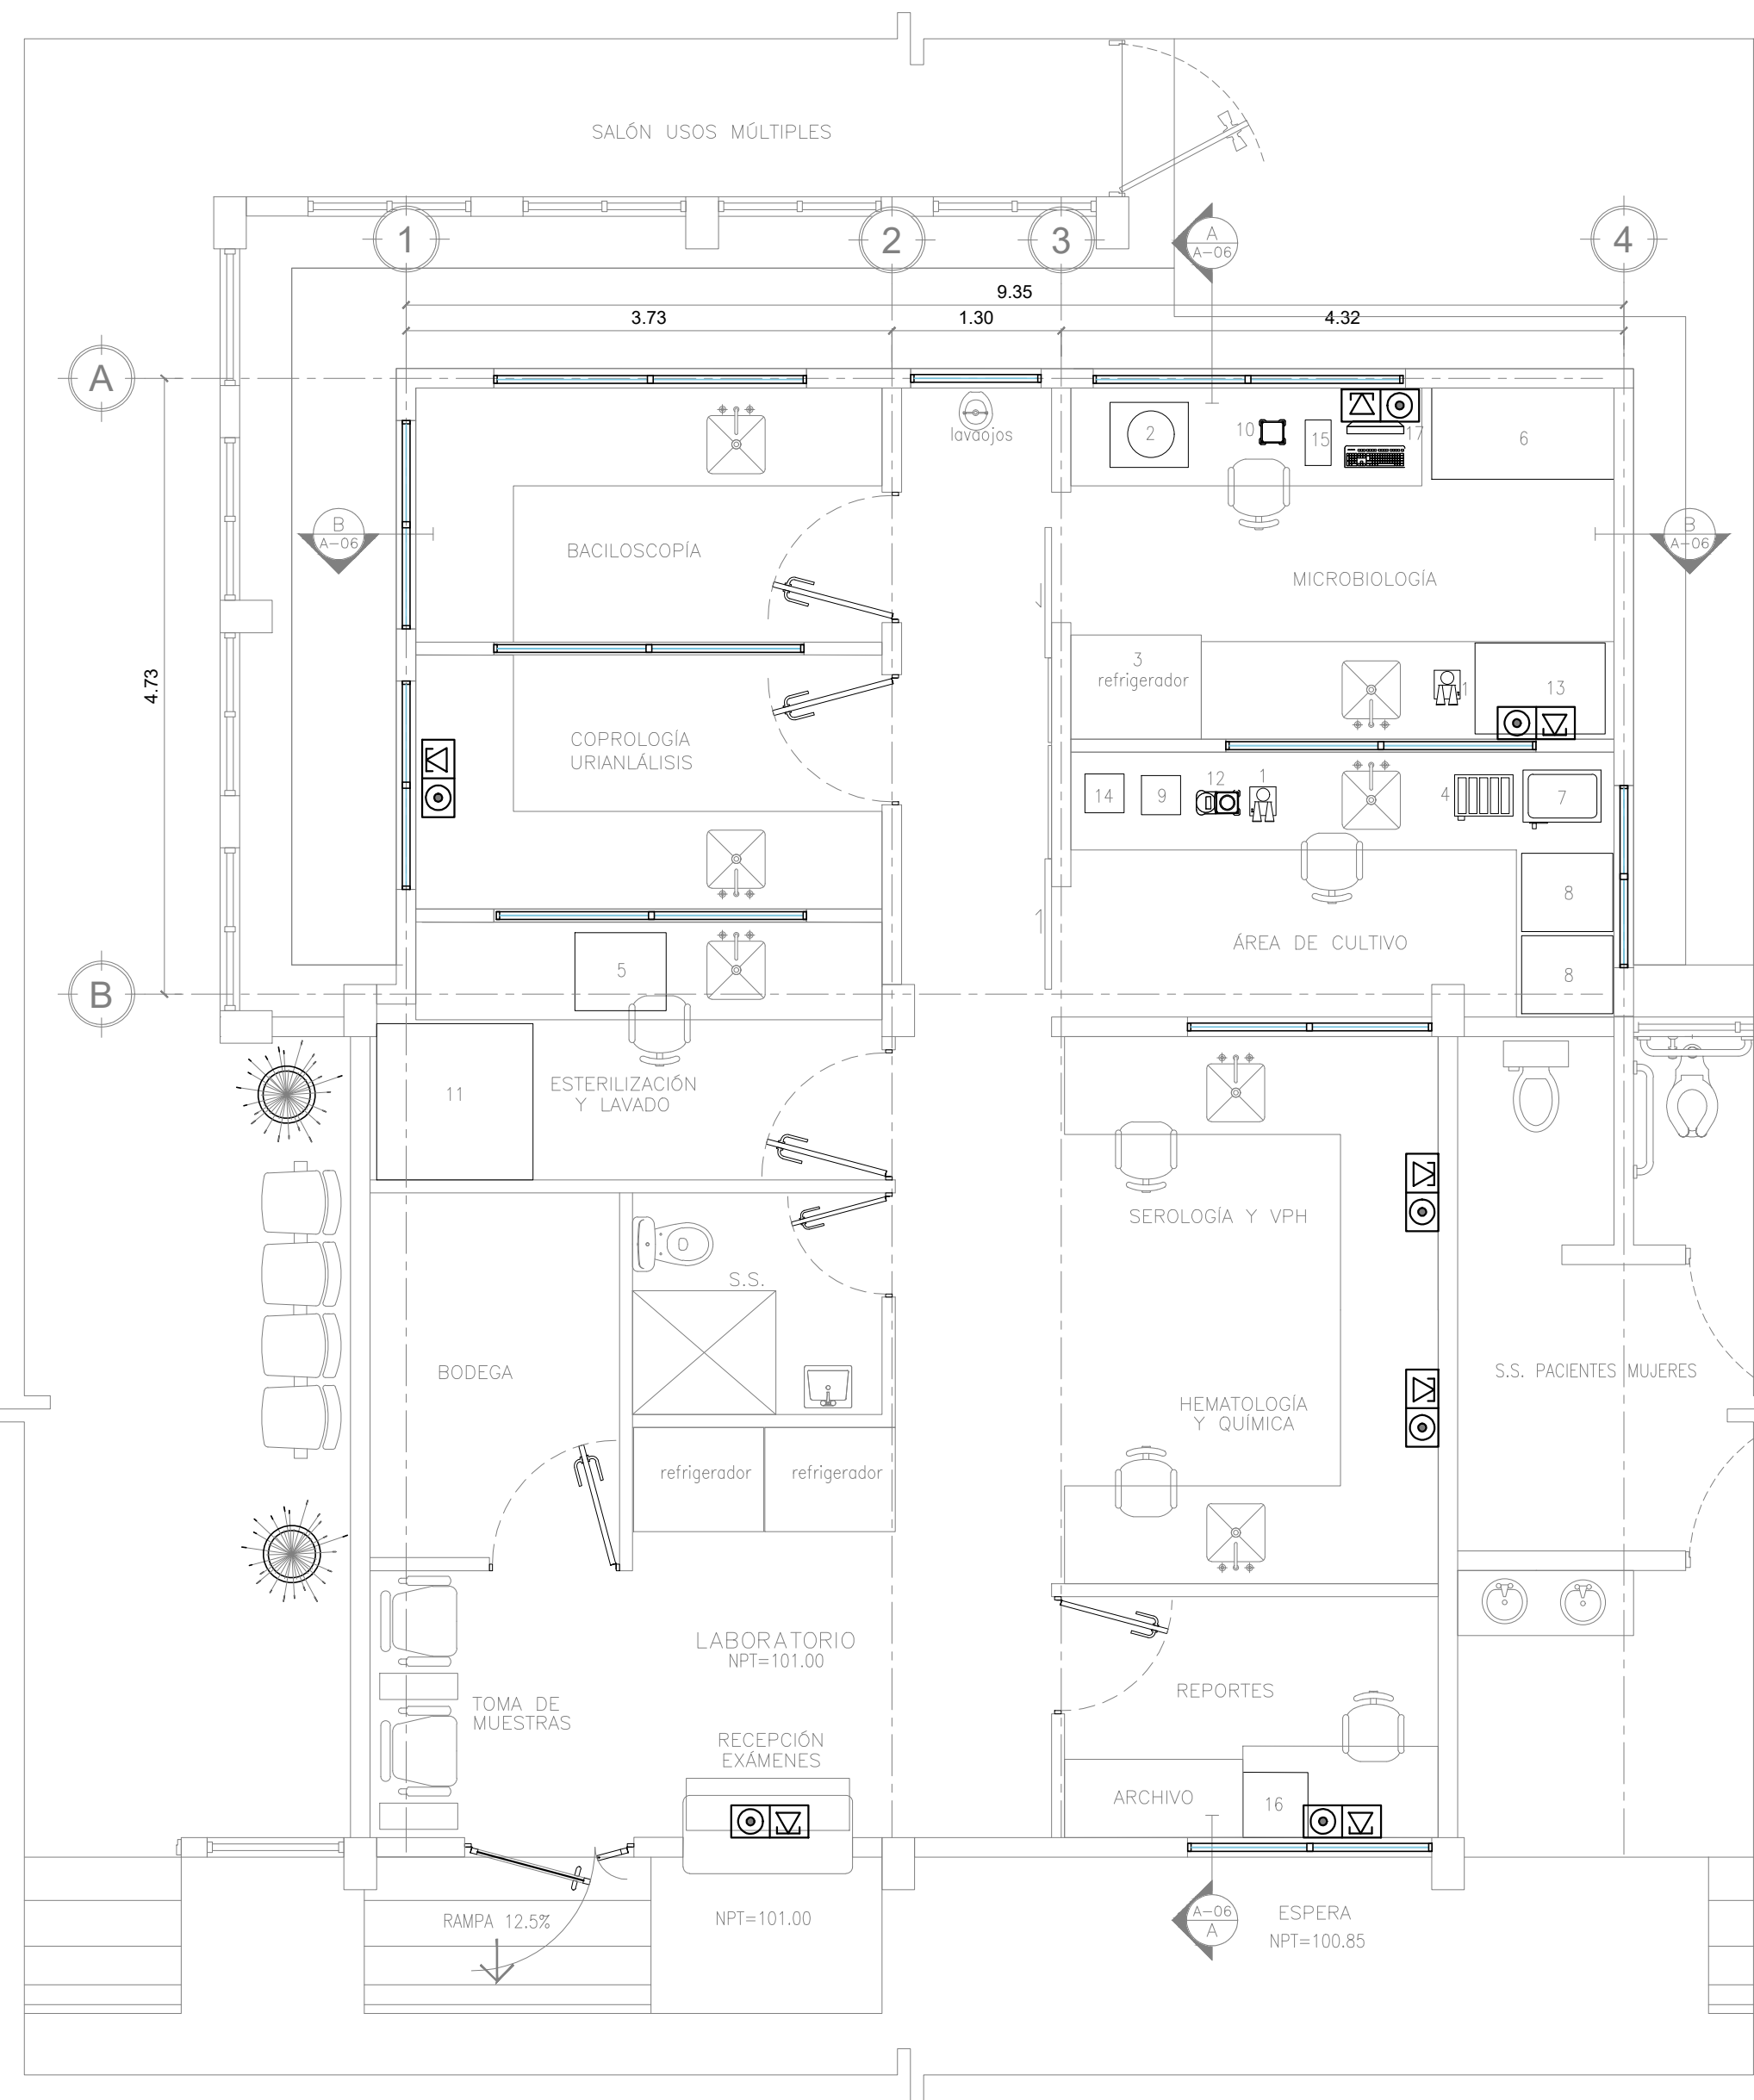 SALÓN USOS MÚLTIPLES
1
2
3
4
A
A-06
9.35
3.73
1.30
4.32
A
lavaojos
2
10
15
17
6
B
A-06
B
A-06
BACILOSCOPÍA
MICROBIOLOGÍA
4.73
3
refrigerador
1
13
COPROLOGÍA
URIANLÁLISIS
14
9
12
1
4
7
8
ÁREA DE CULTIVO
5
8
B
11
ESTERILIZACIÓN
Y LAVADO
SEROLOGÍA Y VPH
S.S.
BODEGA
S.S. PACIENTES MUJERES
HEMATOLOGÍA
Y QUÍMICA
refrigerador
refrigerador
LABORATORIO
NPT=101.00
TOMA DE
MUESTRAS
REPORTES
RECEPCIÓN
EXÁMENES
ARCHIVO
16
RAMPA 12.5%
NPT=101.00
A-06
A
ESPERA
NPT=100.85